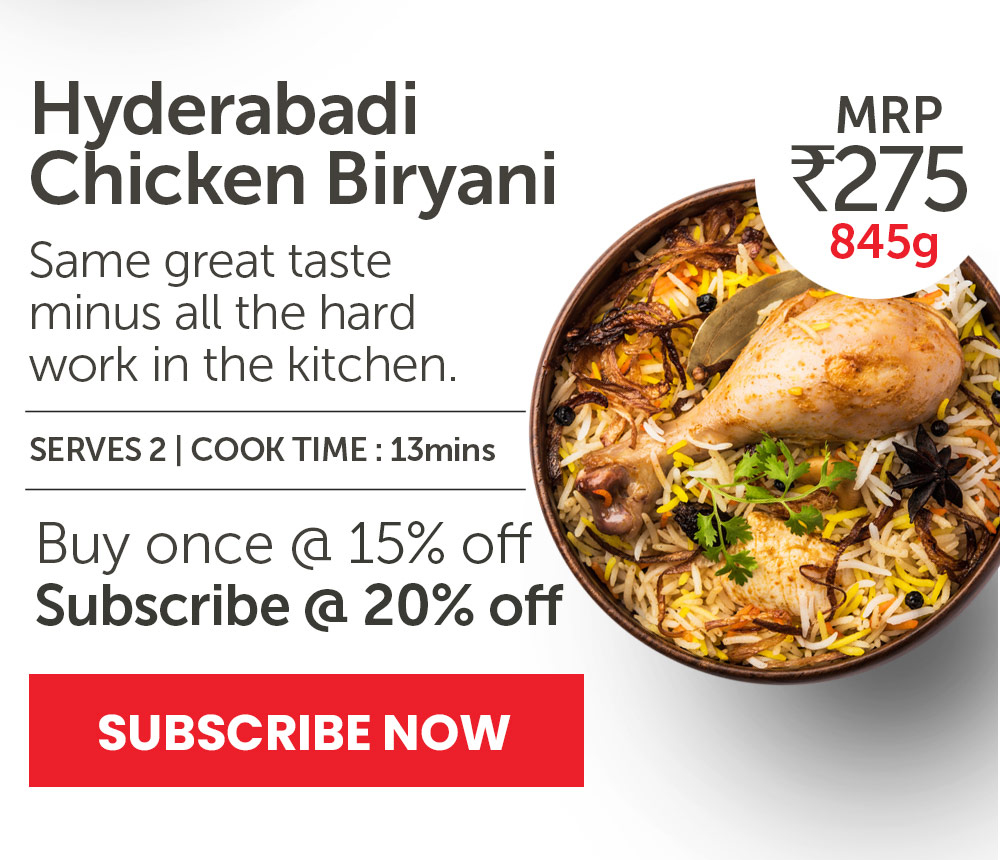 Hyderabadi
Chicken Biryani
MRP
₹275
845g
Same great taste
minus all the hard
work in the kitchen.
SERVES 2 | COOK TIME : 13mins
Buy once @ 15% off
Subscribe @ 20% off
SUBSCRIBE NOW